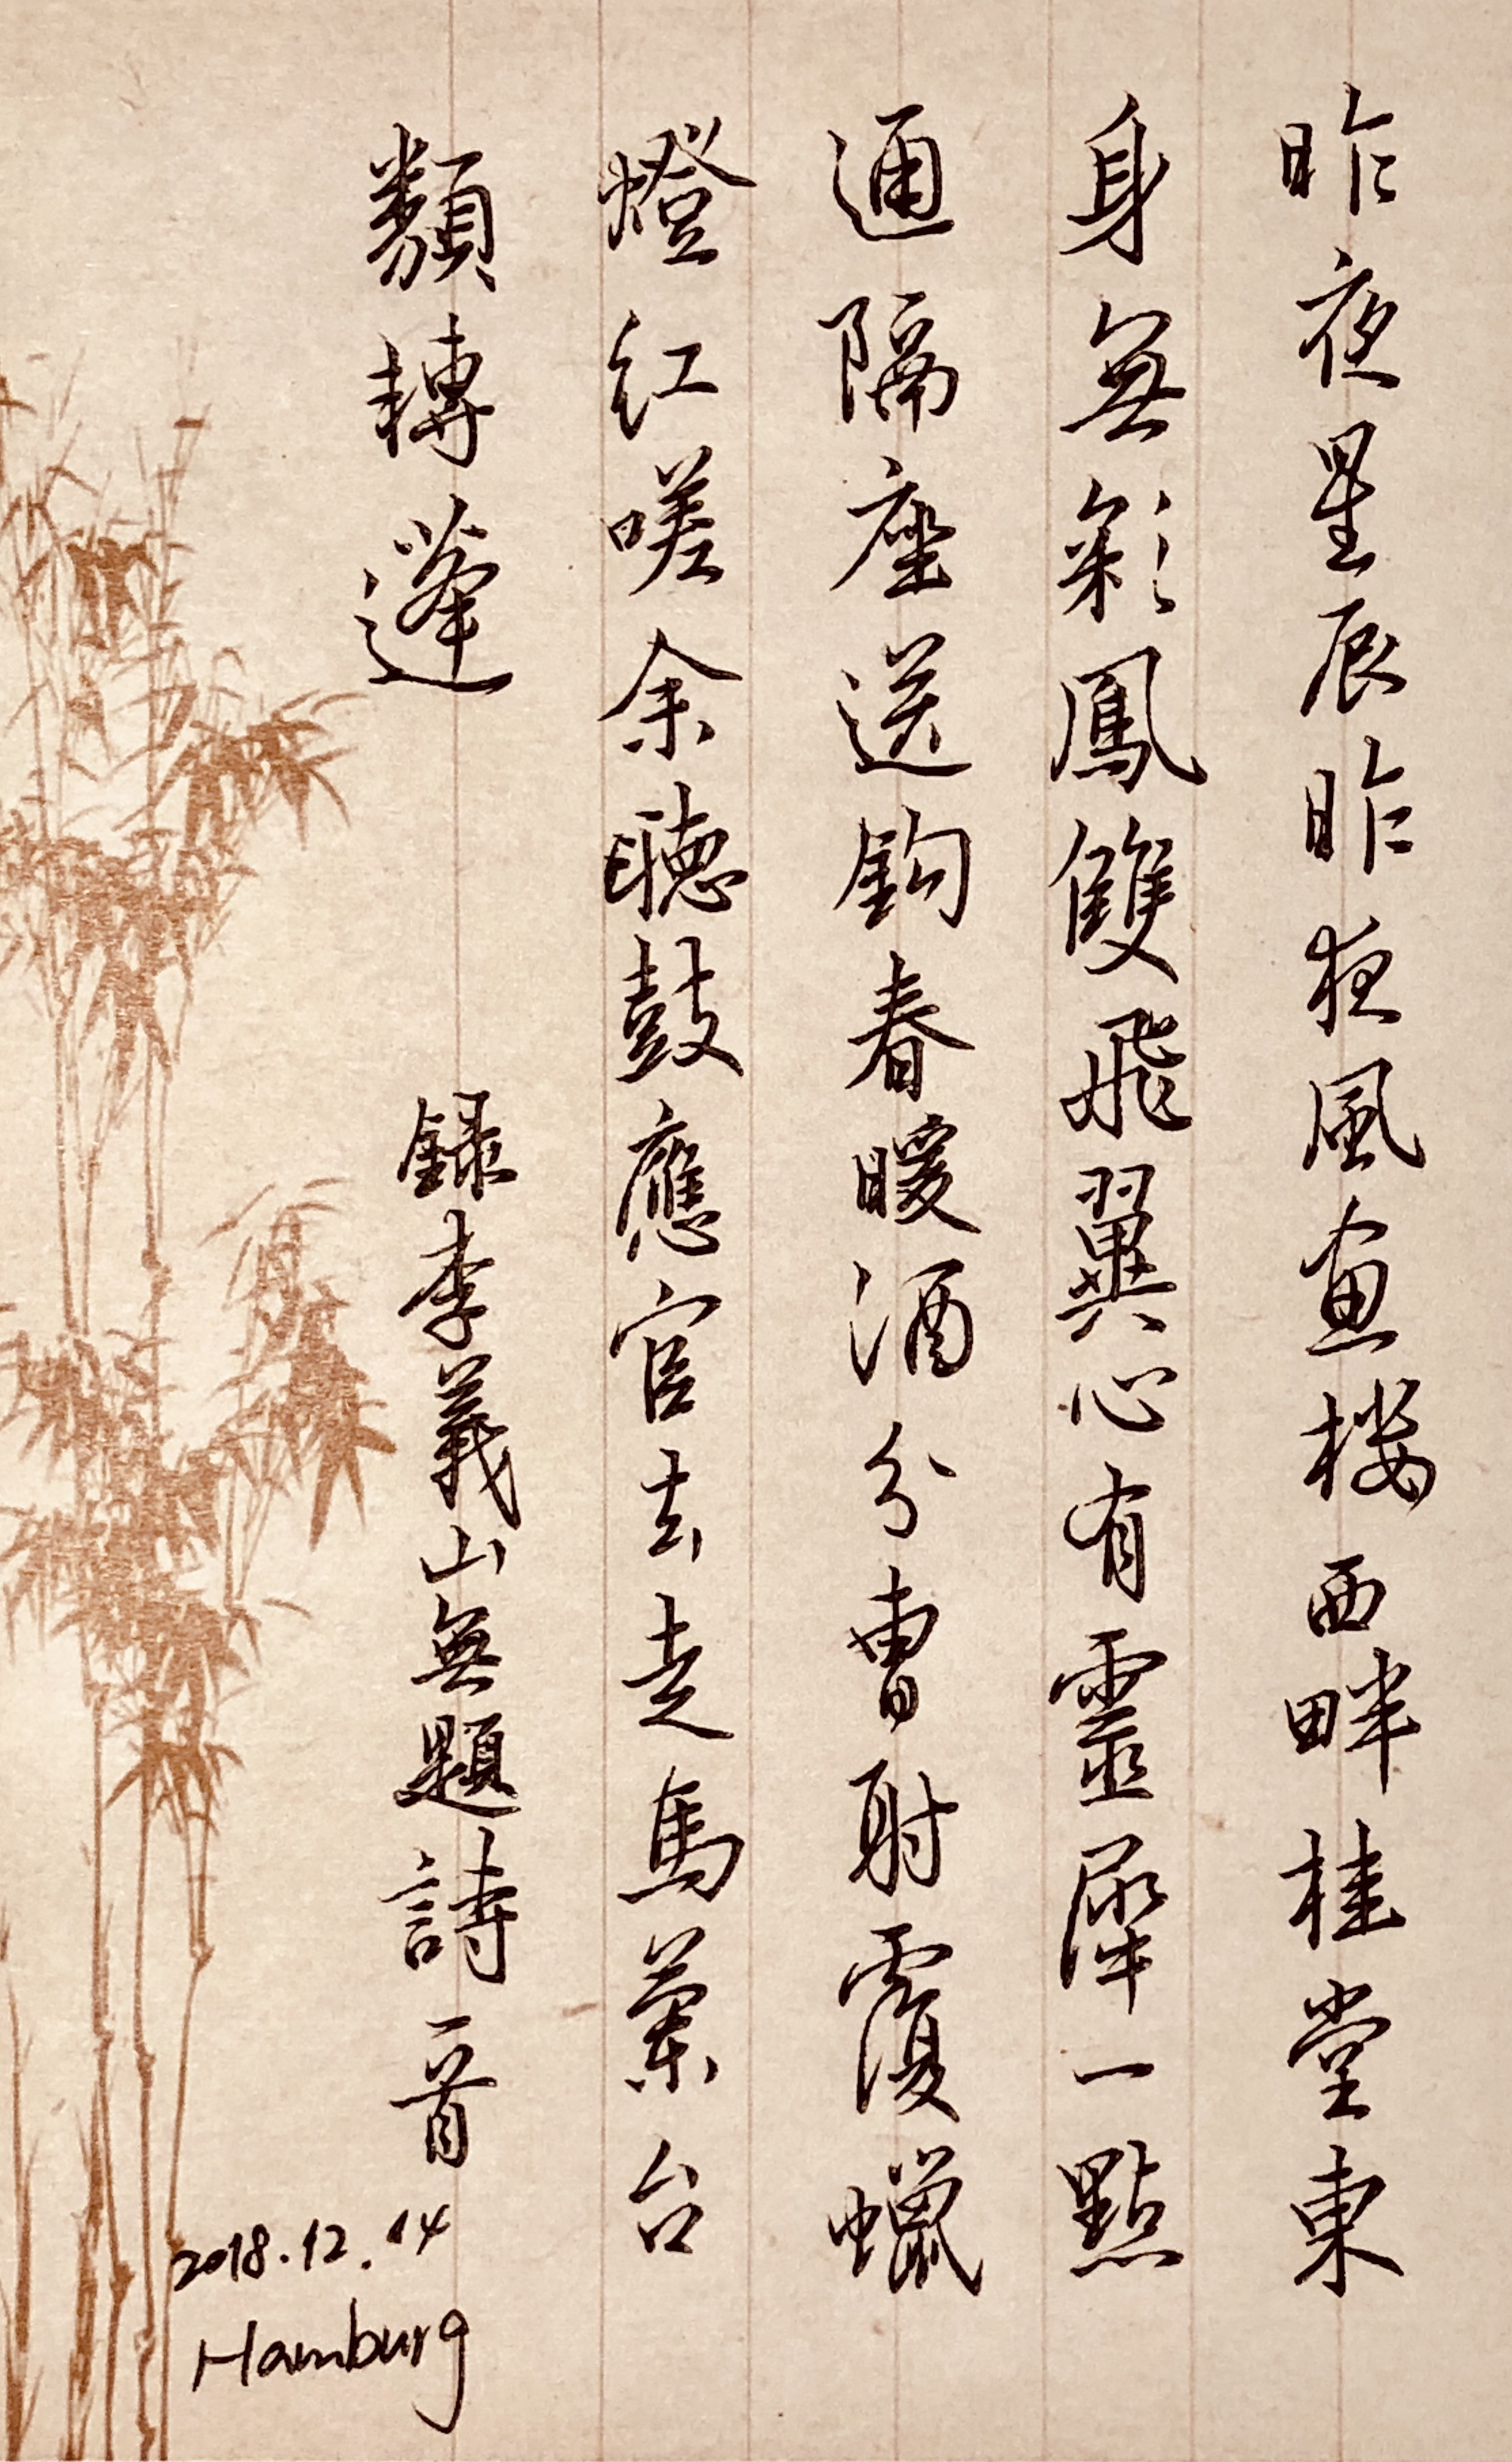 昨夜星辰昨夜風畫樓西畔桂堂東
身無彩鳳雙飛翼心有靈犀一點
通隔座送鈎春暖酒分曹射覆蠟
燈紅嗟余聽鼓應官去走馬蘭台
類轉蓬
錄李義山無題詩一首
2018.12.14
Hamburg